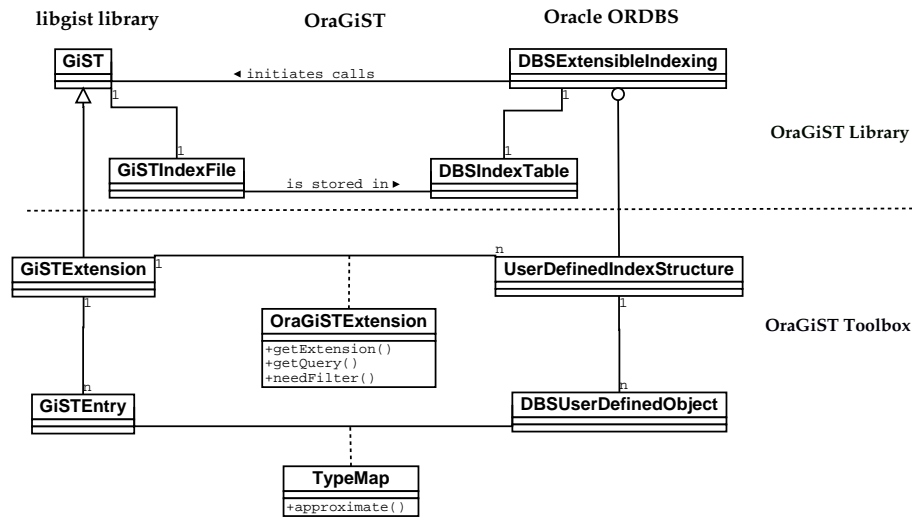 libgist library OraGiST Oracle ORDBS
GiST DBSExtensibleIndexing
◄ initiates calls
1 1
OraGiST Library
1 1
GiSTIndexFile DBSIndexTable
is stored in ►
n
GiSTExtension 1 UserDefinedIndexStructure
1 1
OraGiSTExtension OraGiST Toolbox
+getExtension()
+getQuery()
+needFilter()
n n
GiSTEntry DBSUserDefinedObject
TypeMap
+approximate()